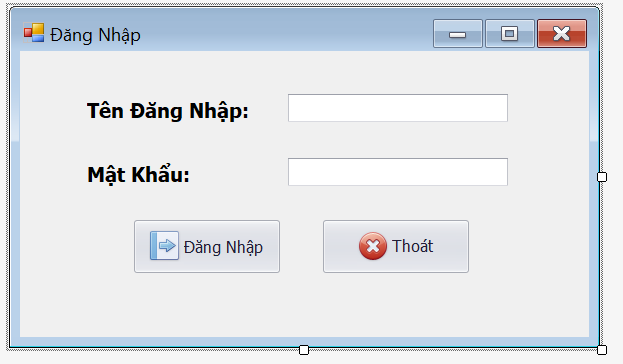 Đăng Nhập
Tên Đăng Nhập:
Mật Khẩu:
Đăng Nhập
Thoát